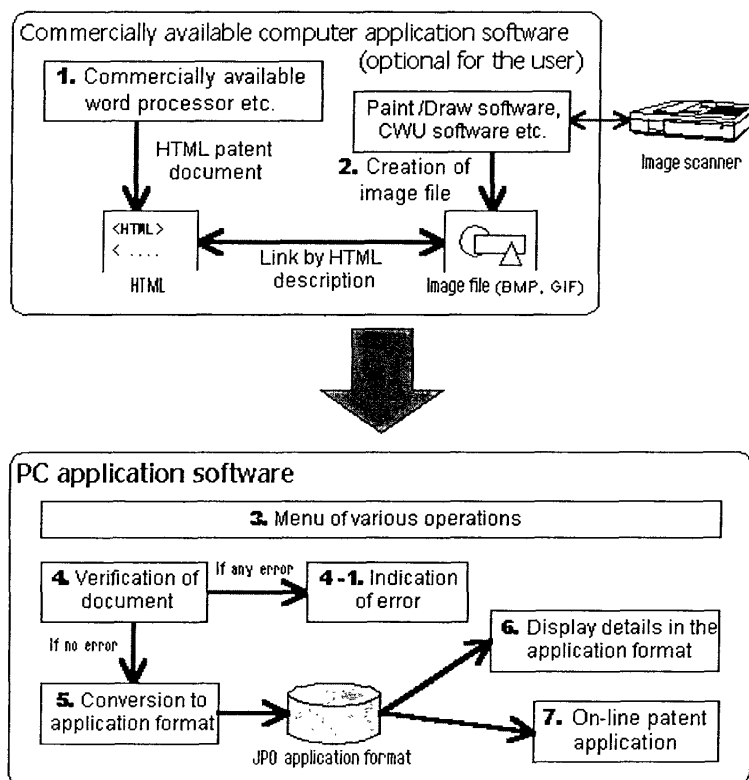 Commercially available computer application software
(optional for the user)
1. Commercially available
word processor etc.
Paint/Draw software,
CWU software etc.
Image scanner
HTML patent
document
2. Creation of
image file
<HTML>
< ....
HTML
Link by HTML
description
Image file (BMP, GIF)
PC application software
3. Menu of various operations
4. Verification of
document
If any error
4-1. Indication
of error
If no error
5. Conversion to
application format
JPO application format
6. Display details in the
application format
7. On-line patent
application